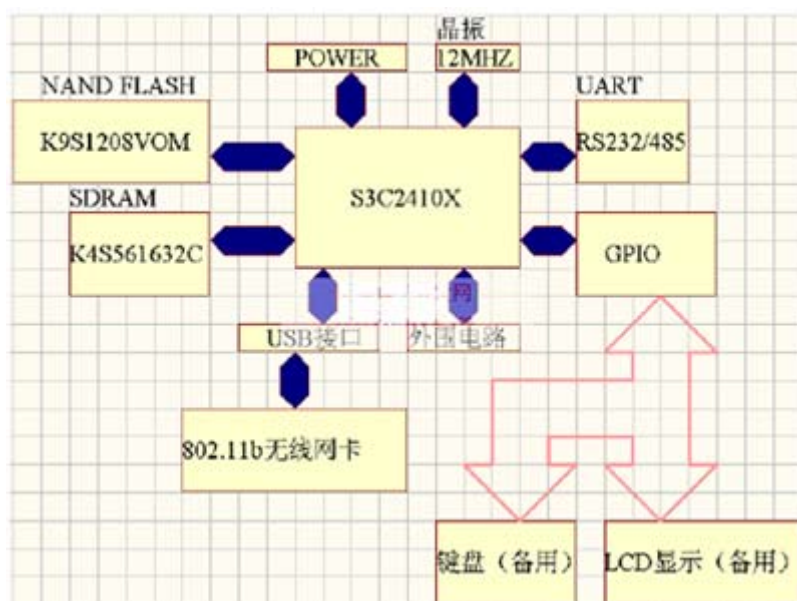 晶振
POWER
12MHZ
NAND FLASH
UART
K9S1208VOM
RS232/485
S3C2410X
SDRAM
K4S561632C
GPIO
网
USB接口
外围电路
802.11b无线网卡
键盘（备用）
LCD显示（备用）